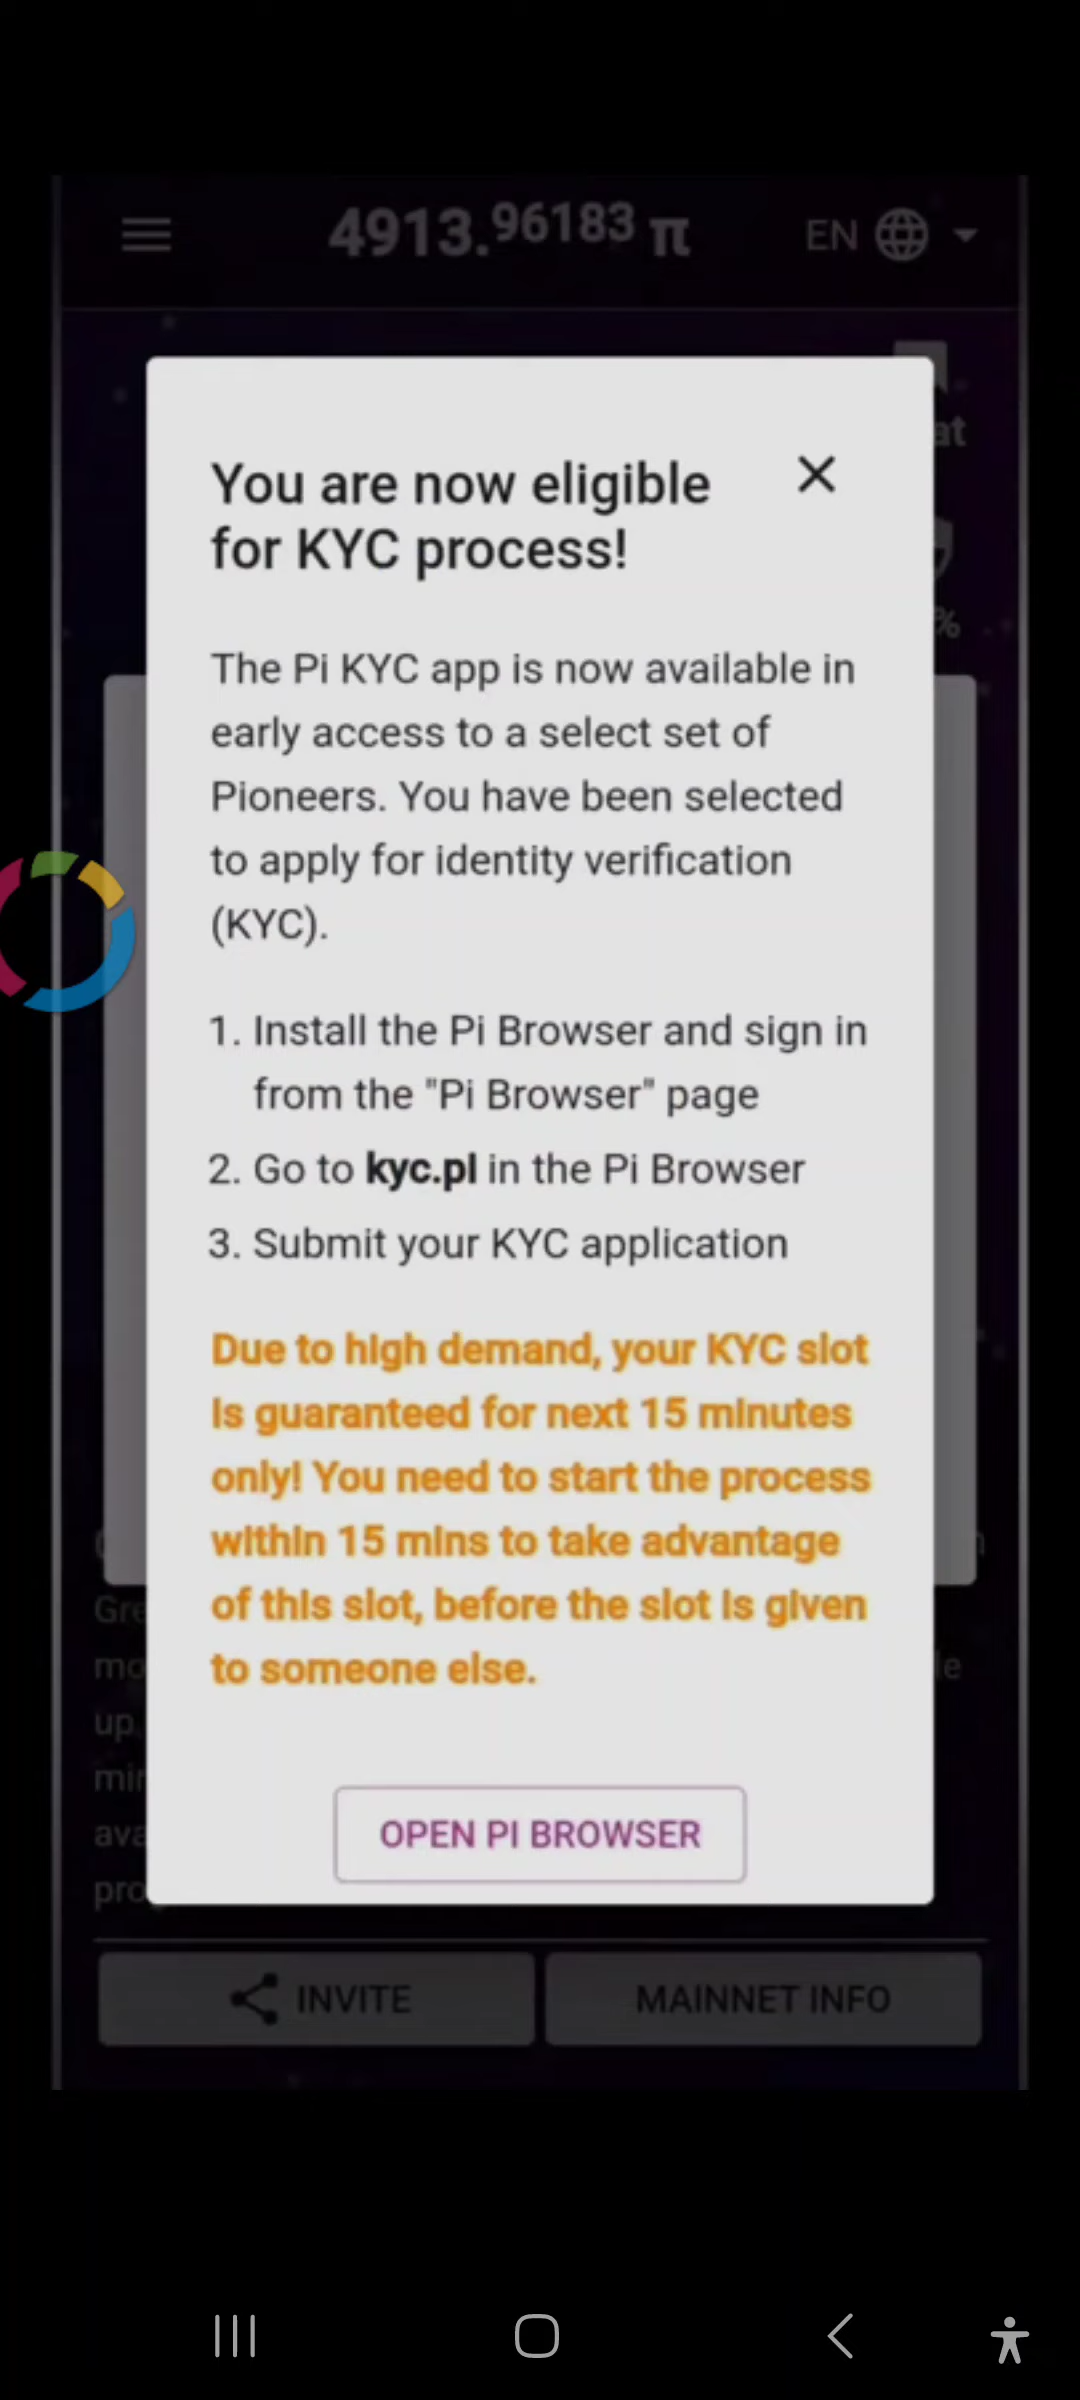 4913.96183 π EN
You are now eligible
for KYC process!
The Pi KYC app is now available in
early access to a select set of
Pioneers. You have been selected
to apply for identity verification
(KYC).
1. Install the Pi Browser and sign in
from the "Pi Browser" page
2. Go to kyc.pi in the Pi Browser
3. Submit your KYC application
Due to high demand, your KYC slot
is guaranteed for next 15 minutes
only! You need to start the process
within 15 mins to take advantage
of this slot, before the slot is given
to someone else.
OPEN PI BROWSER
INVITE MAINNET INFO